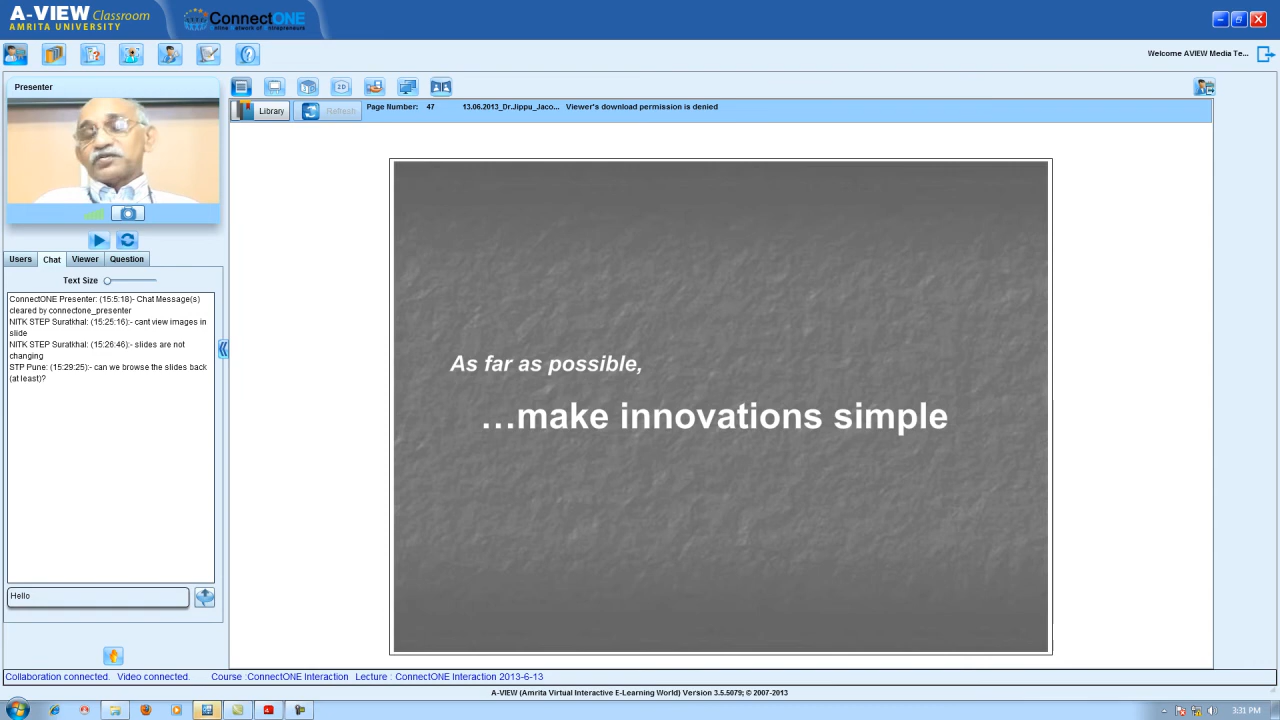 A-VIEW Classroom
AMRITA UNIVERSITY
ConnectONE
Welcome AVIEW Media Te...
Presenter
2D
Library
Refresh
Page Number: 47 13.06.2013_Dr.Jippu_Jaco... Viewer's download permission is denied
Users Chat Viewer Question
Text Size
ConnectONE Presenter: (15:5:18)- Chat Message(s)
cleared by connectone_presenter
NITK STEP Suratkhal: (15:25:16):- cant view images in
slide
NITK STEP Suratkhal: (15:26:46):- slides are not
changing
STP Pune: (15:29:25):- can we browse the slides back
(at least)?
Hello
As far as possible,
...make innovations simple
Collaboration connected. Video connected. Course :ConnectONE Interaction Lecture : ConnectONE Interaction 2013-6-13
A-VIEW (Amrita Virtual Interactive E-Learning World) Version 3.5.5079; © 2007-2013
3:31 PM